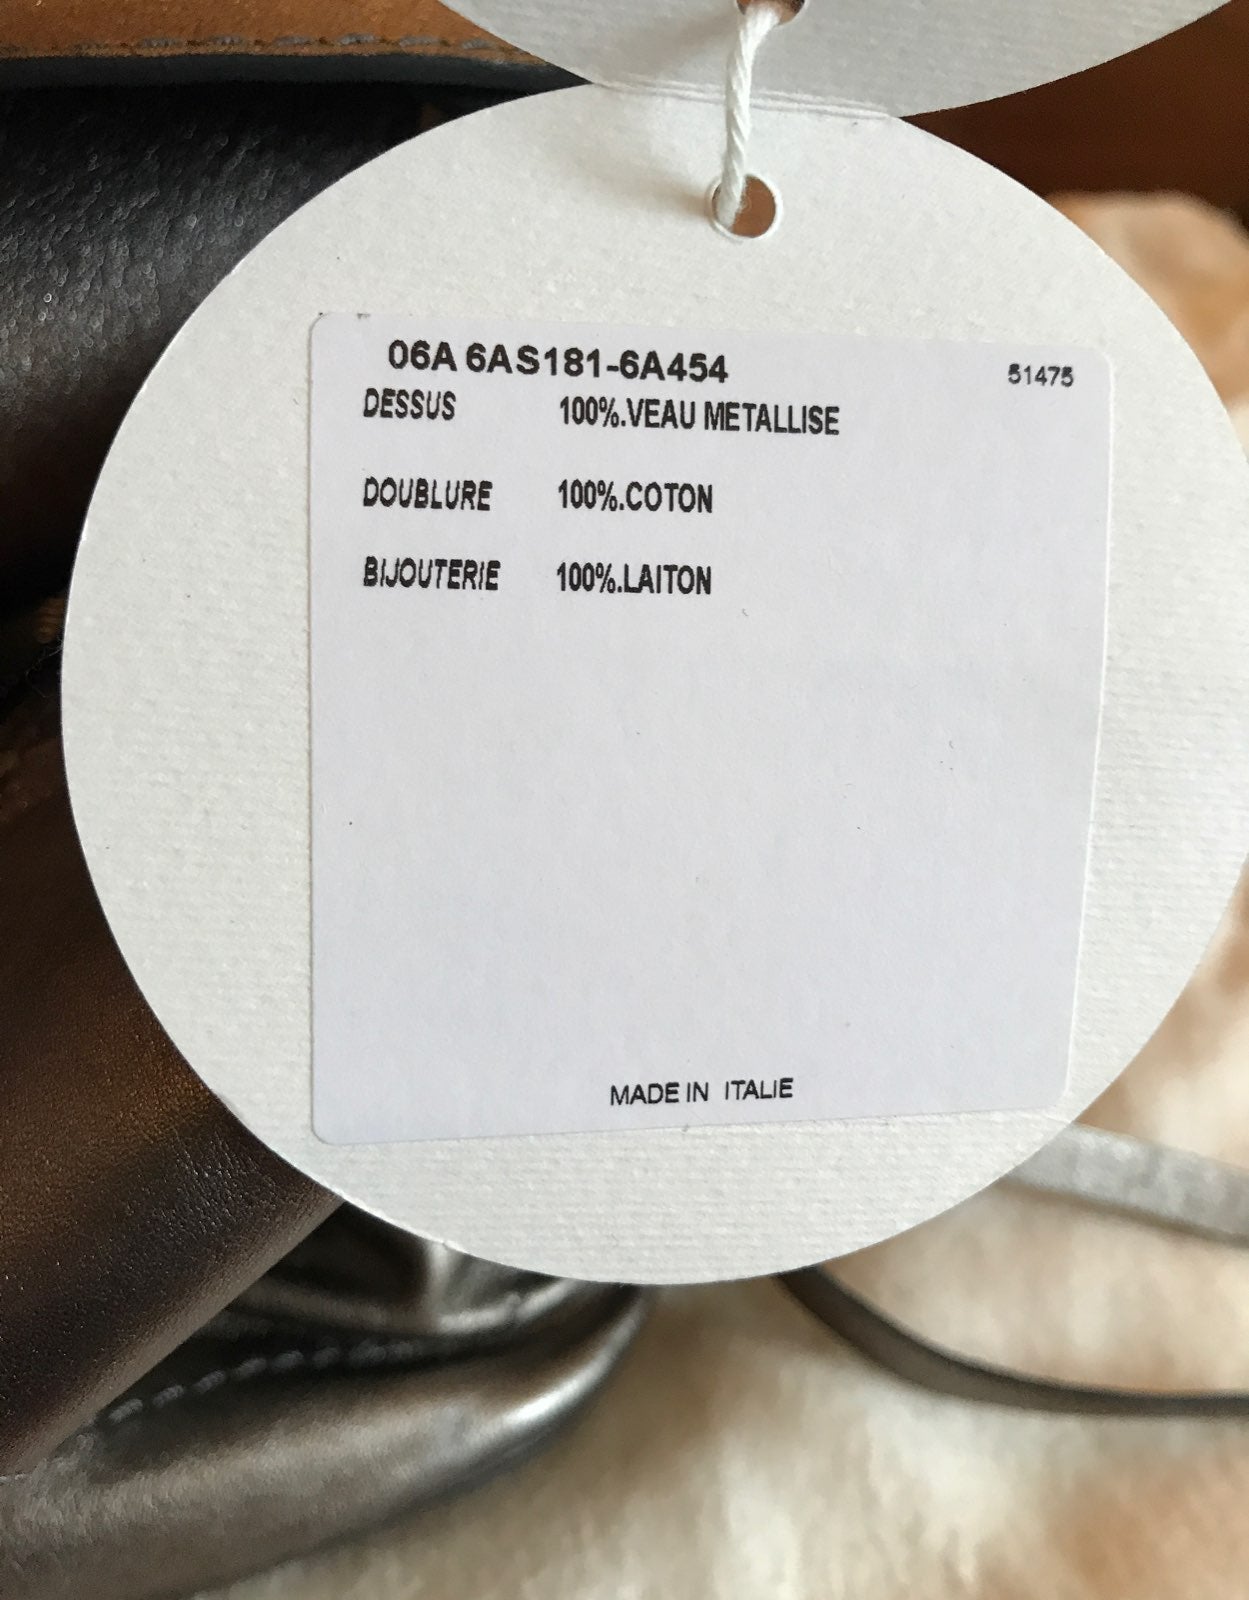 06A 6AS181-6A454 51475
DESSUS 100%.VEAU METALLISE
DOUBLURE 100%.COTON
BIJOUTERIE 100%.LAITON
MADE IN ITALIE